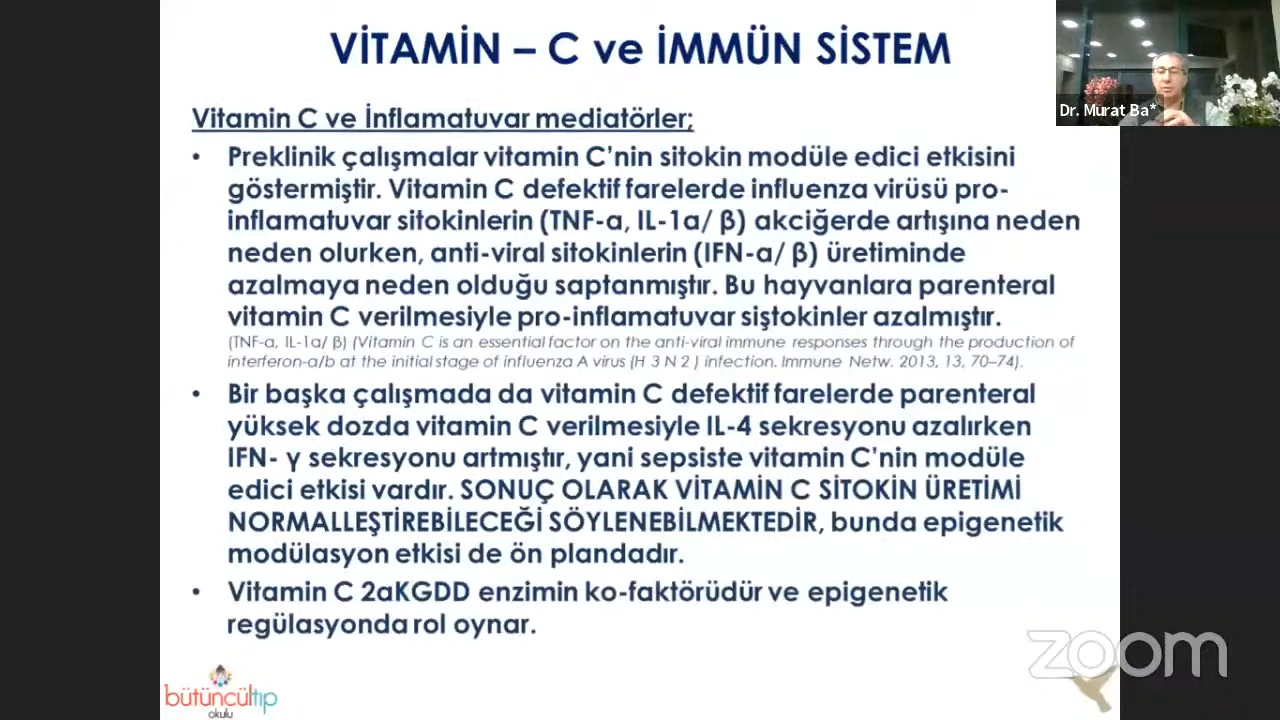 VİTAMİN – C ve İMMÜN SİSTEM
Dr. Murat Ba*
Vitamin C ve İnflamatuvar mediatörler;
• Preklinik çalışmalar vitamin C’nin sitokin modüle edici etkisini
göstermiştir. Vitamin C defektif farelerde influenza virüsü pro-
inflamatuvar sitokinlerin (TNF-α, IL-1α/ β) akciğerde artışına neden
neden olurken, anti-viral sitokinlerin (IFN-α/ β) üretiminde
azalmaya neden olduğu saptanmıştır. Bu hayvanlara parenteral
vitamin C verilmesiyle pro-inflamatuvar siştokinler azalmıştır.
(TNF-α, IL-1α/ β) (Vitamin C is an essential factor on the anti-viral immune responses through the production of
interferon-α/b at the initial stage of influenza A virus (H 3 N 2 ) infection. Immune Netw. 2013, 13, 70–74).
• Bir başka çalışmada da vitamin C defektif farelerde parenteral
yüksek dozda vitamin C verilmesiyle IL-4 sekresyonu azalırken
IFN- γ sekresyonu artmıştır, yani sepsiste vitamin C’nin modüle
edici etkisi vardır. SONUÇ OLARAK VİTAMİN C SİTOKİN ÜRETİMİ
NORMALLEŞTİREBİLECEĞİ SÖYLENEBİLMEKTEDİR, bunda epigenetik
modülasyon etkisi de ön plandadır.
• Vitamin C 2αKGDD enzimin ko-faktörüdür ve epigenetik
regülasyonda rol oynar.
zoom
bütüncültıp
okulu